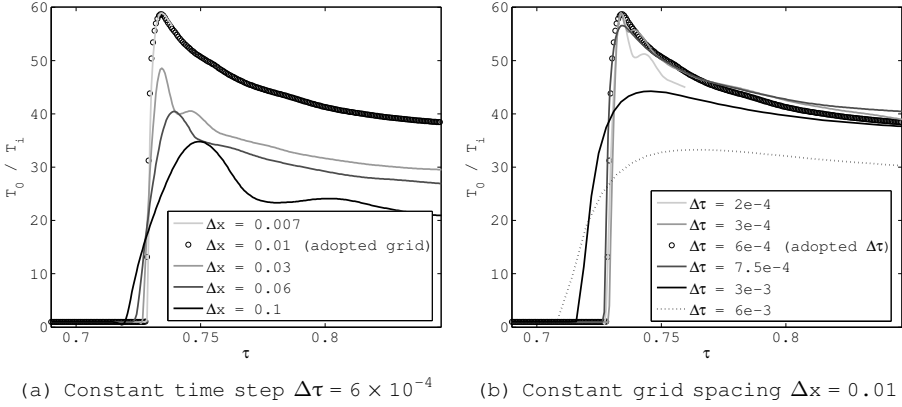 60
50
40
30
20
10
0
T₀ / Tᵢ
0.7
0.75
0.8
τ
Δx = 0.007
Δx = 0.01 (adopted grid)
Δx = 0.03
Δx = 0.06
Δx = 0.1
(a) Constant time step Δτ = 6 × 10⁻⁴
60
50
40
30
20
10
0
T₀ / Tᵢ
0.7
0.75
0.8
τ
Δτ = 2e-4
Δτ = 3e-4
Δτ = 6e-4 (adopted Δτ)
Δτ = 7.5e-4
Δτ = 3e-3
Δτ = 6e-3
(b) Constant grid spacing Δx = 0.01